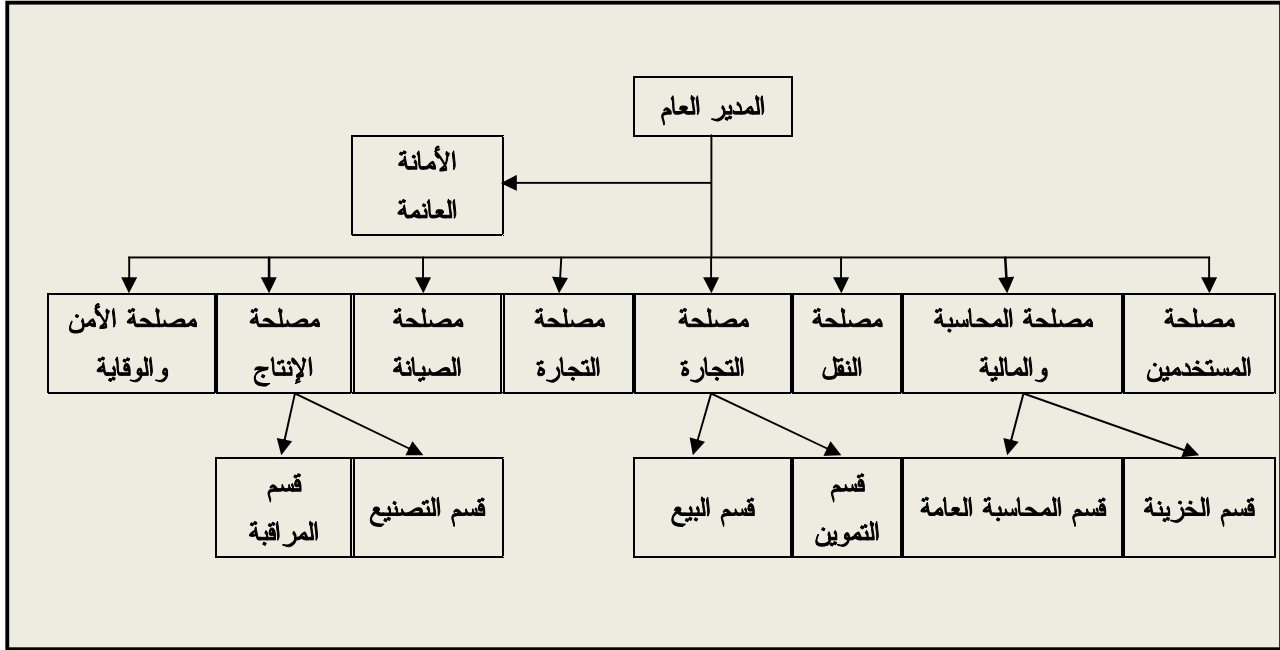 المدير العام
الأمانة
العانمة
مصلحة
المستخدمين
مصلحة المحاسبة
والمالية
مصلحة
النقل
مصلحة
التجارة
مصلحة
التجارة
مصلحة
الصيانة
مصلحة
الإنتاج
مصلحة الأمن
والوقاية
قسم الخزينة
قسم المحاسبة العامة
قسم
التموين
قسم البيع
قسم التصنيع
قسم
المراقبة